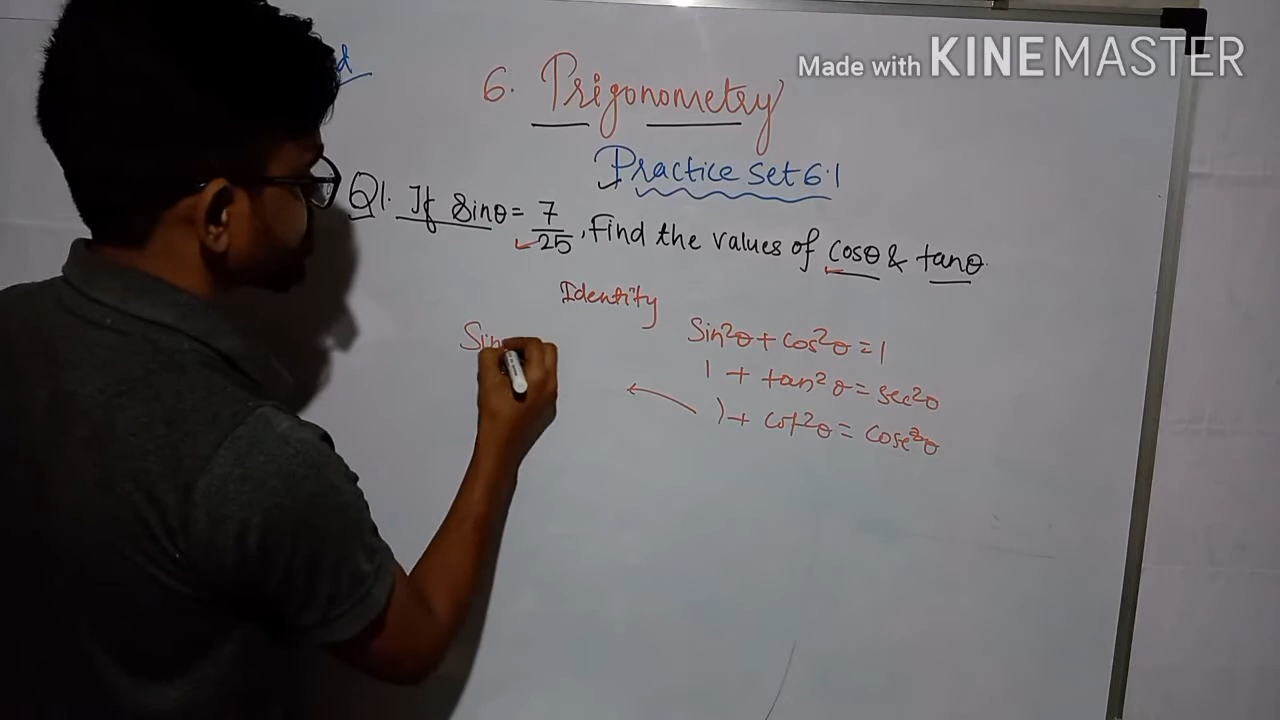 Made with KINEMASTER
6. Trigonometry
Practice Set 6.1
Q1. If Sinθ = 7/25, Find the values of cosθ & tanθ.
Identity
Sin²θ + cos²θ = 1
1 + tan²θ = sec²θ
1 + cot²θ = cosec²θ
Sin